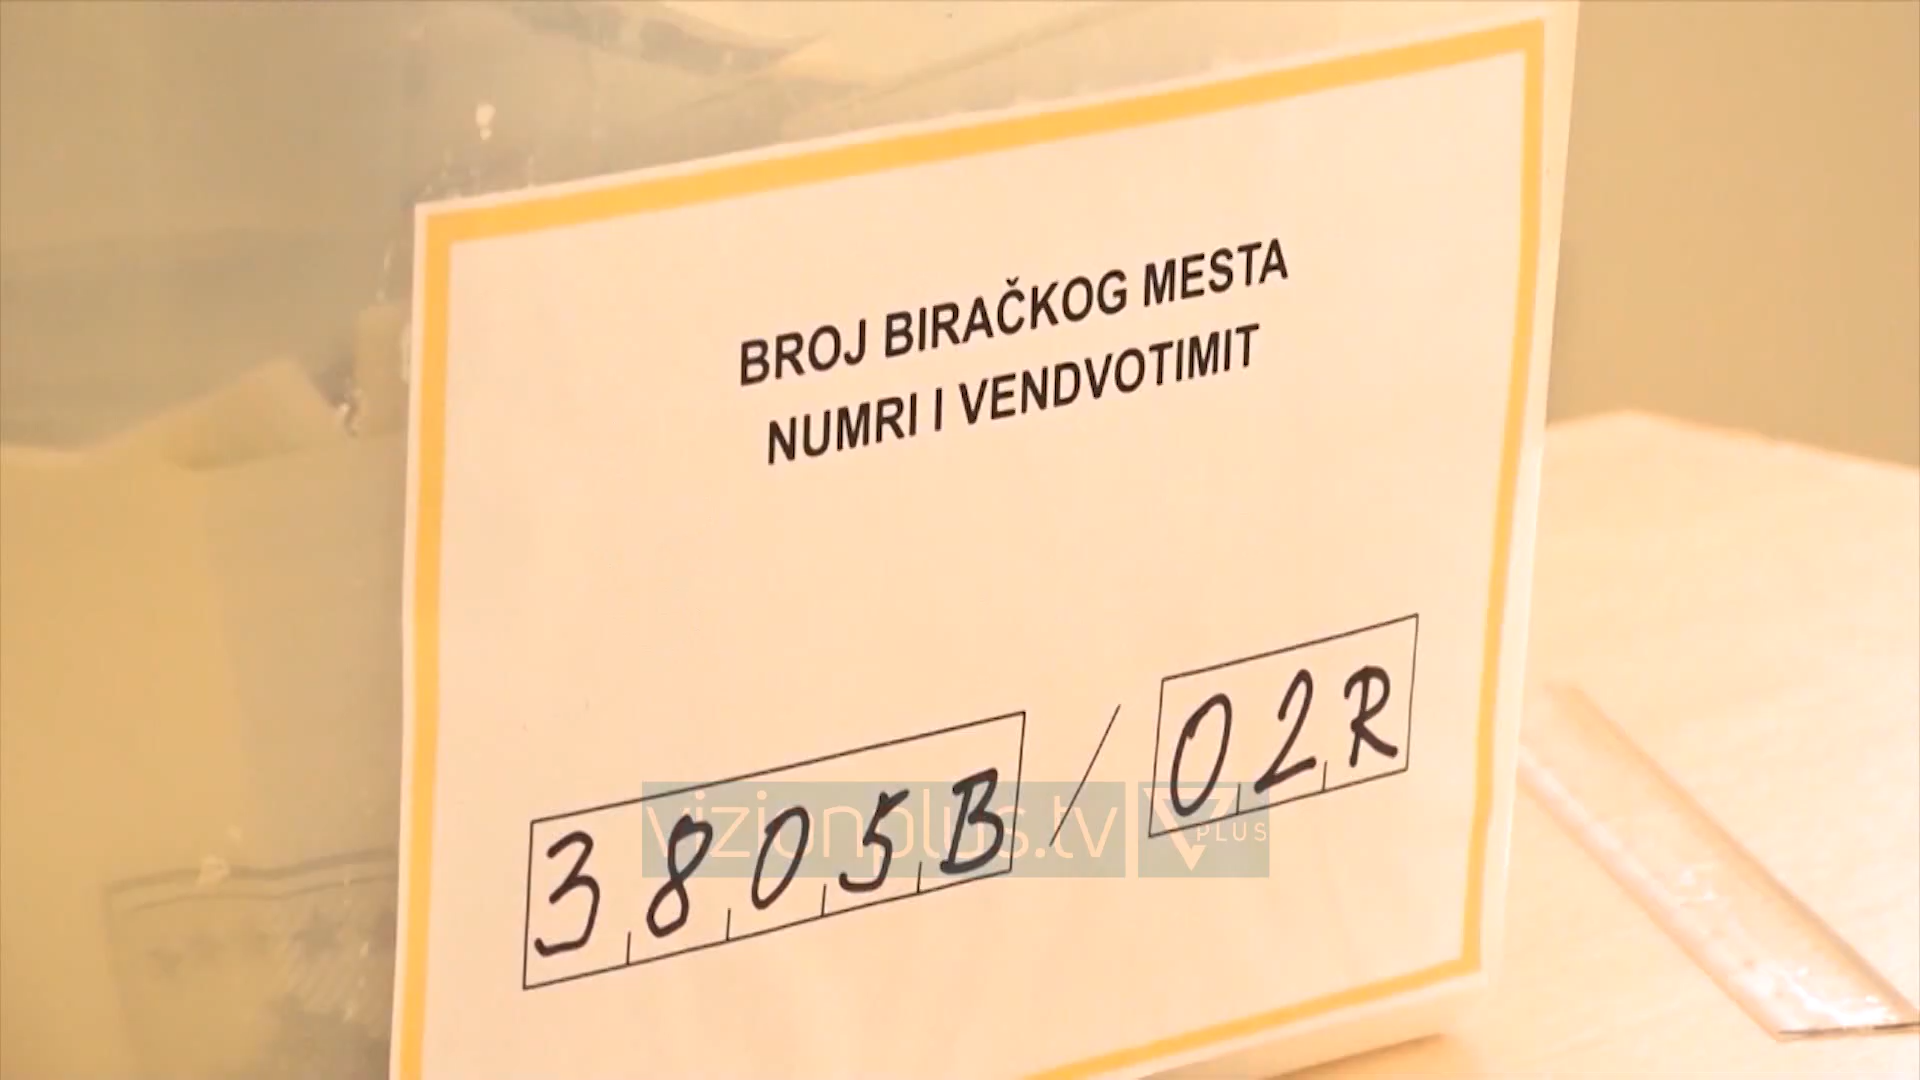 BROJ BIRAČKOG MESTA
NUMRI I VENDVOTIMIT
3805B / 02R
vizionplus.tv V PLUS